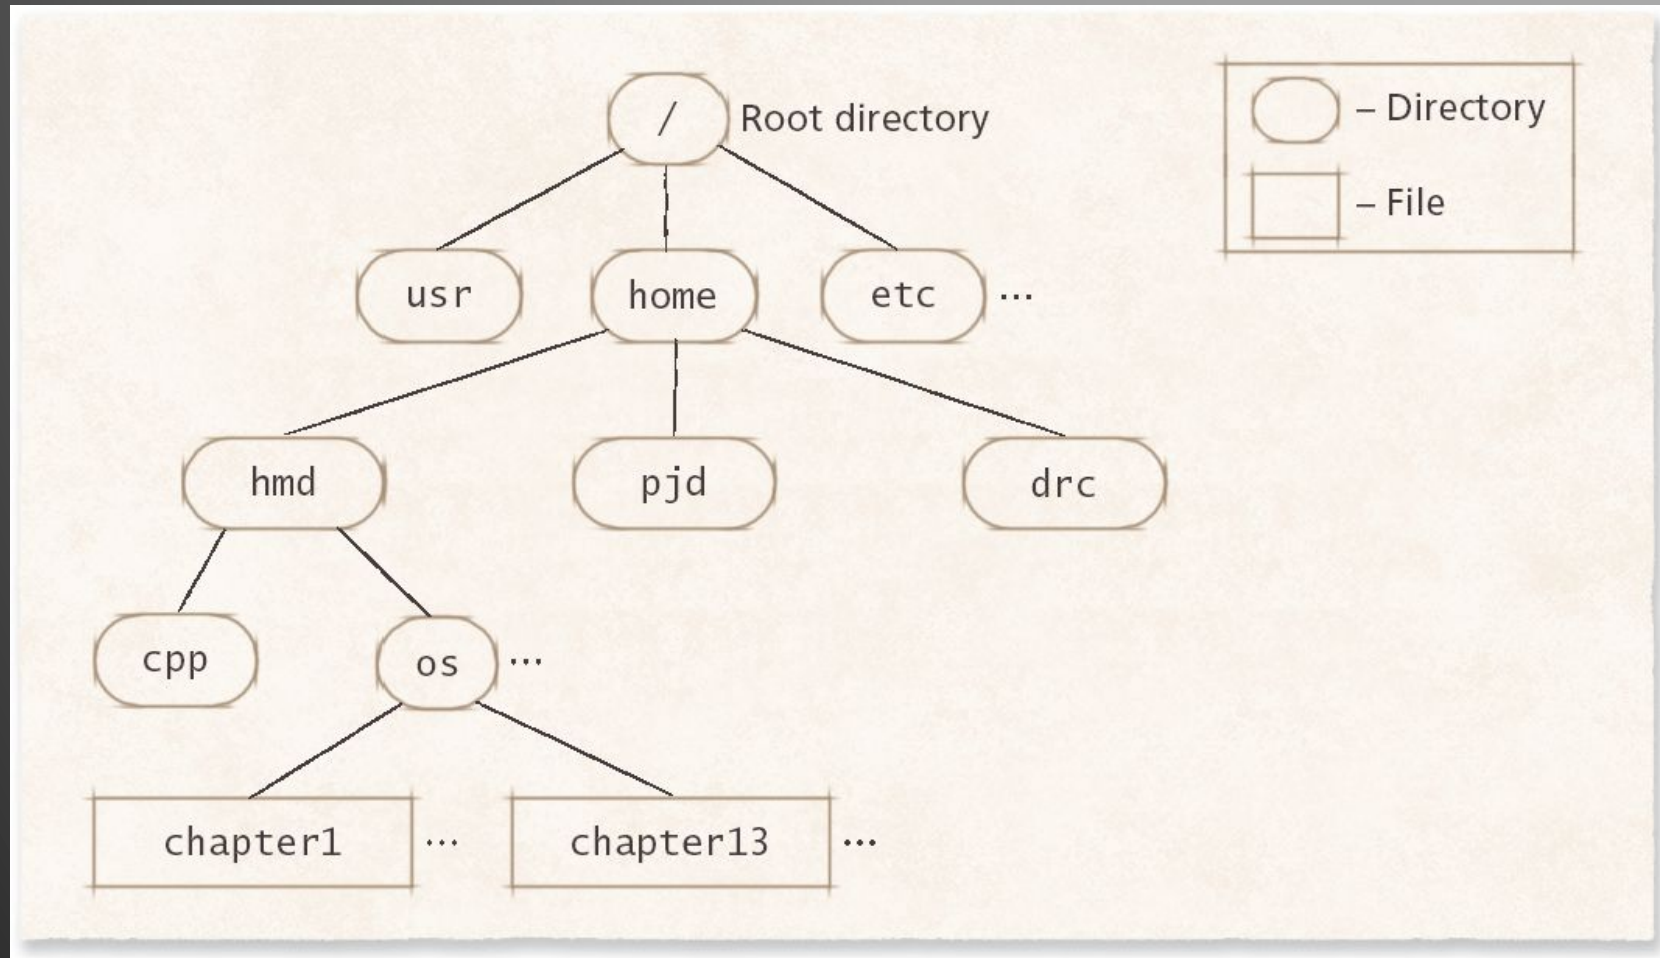 / Root directory
– Directory
– File
usr home etc ...
hmd pjd drc
cpp os ...
chapter1 ... chapter13 ...